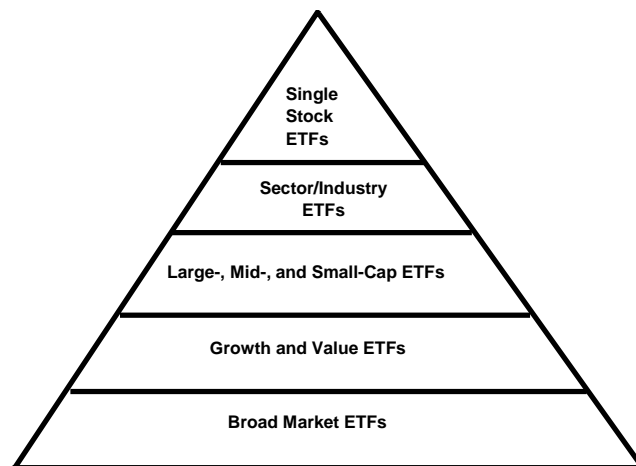 Single
Stock
ETFs
Sector/Industry
ETFs
Large-, Mid-, and Small-Cap ETFs
Growth and Value ETFs
Broad Market ETFs